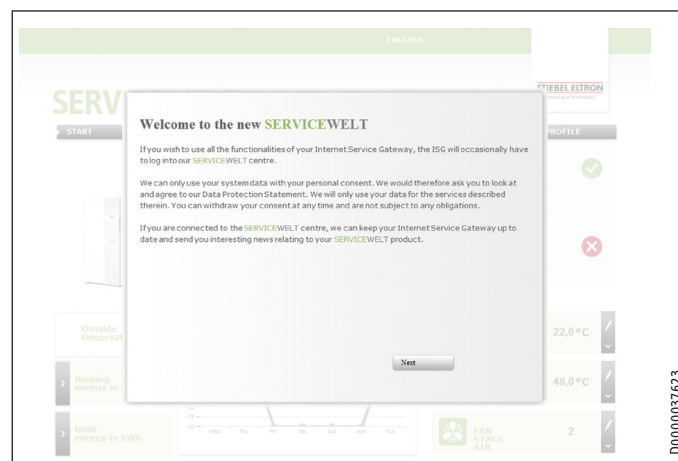 ENGLISH
STIEBEL ELTRON
SERV
START
PROFILE
Welcome to the new SERVICEWELT
If you wish to use all the functionalities of your Internet Service Gateway, the ISG will occasionally have
to log into our SERVICEWELT centre.
We can only use your system data with your personal consent. We would therefore ask you to look at
and agree to our Data Protection Statement. We will only use your data for the services described
therein. You can withdraw your consent at any time and are not subject to any obligations.
If you are connected to the SERVICEWELT centre, we can keep your Internet Service Gateway up to
date and send you interesting news relating to your SERVICEWELT product.
Next
Outside
temperat
22,0°C
Heating
energy in
48,0°C
DHW
energy in kWh
Wed Thu Fri Sat Sun Mon Tue
FAN
STAGE
2
D0000037623